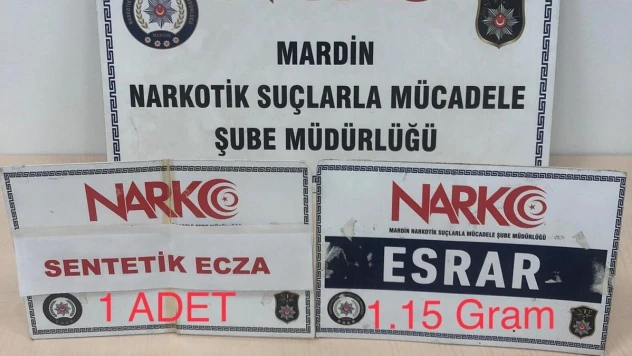 MARDİN
NARKOTİK SUÇLARLA MÜCADELE
ŞUBE MÜDÜRLÜĞÜ
NARKO
SENTETİK ECZA
1 ADET
NARKO
MARDİN NARKOTİK SUÇLARLA MÜCADELE ŞUBE MÜDÜRLÜĞÜ
ESRAR
1.15 Gram